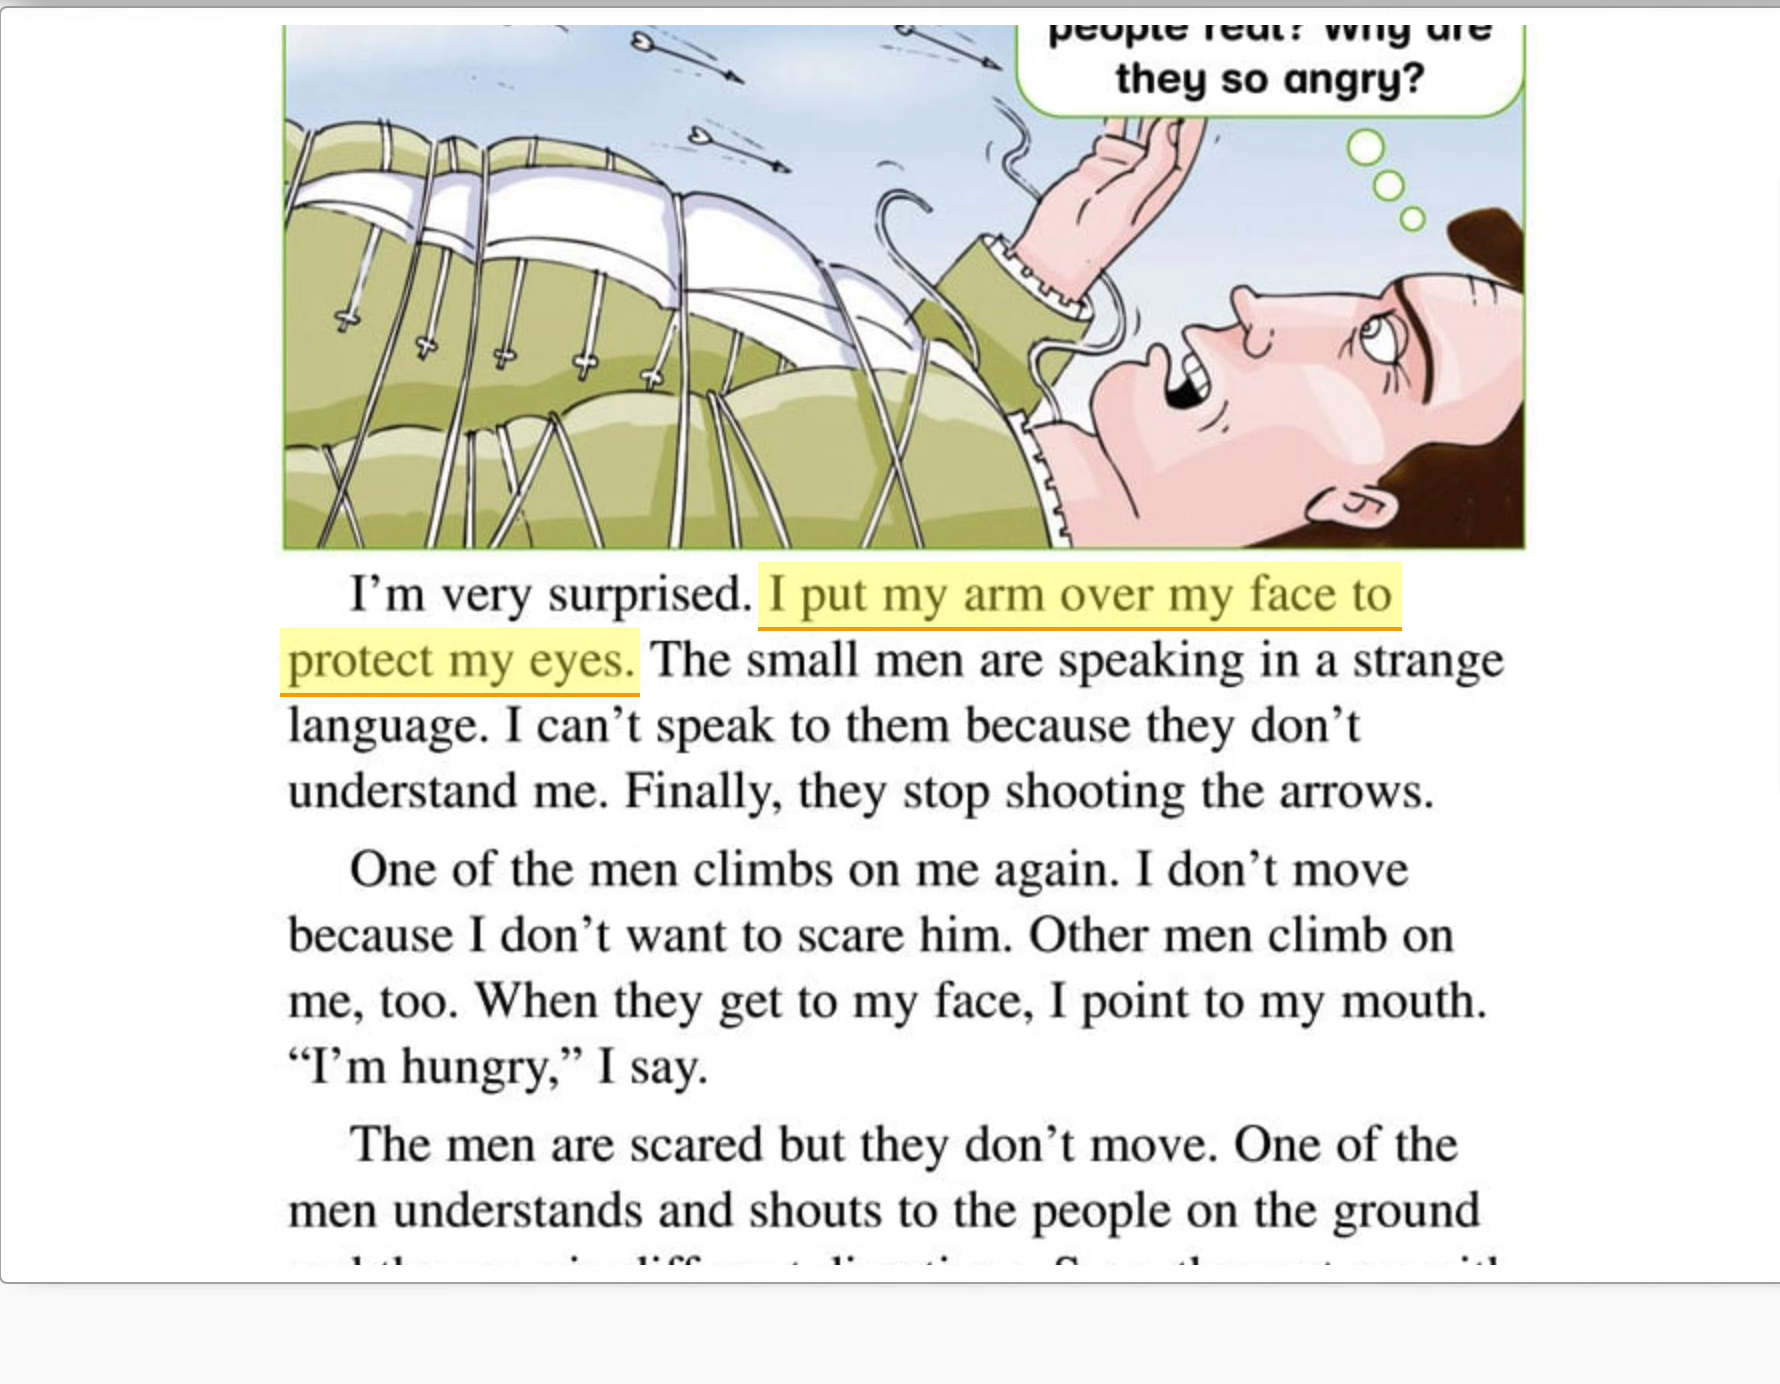 people real? Why are
they so angry?
I’m very surprised. I put my arm over my face to
protect my eyes. The small men are speaking in a strange
language. I can’t speak to them because they don’t
understand me. Finally, they stop shooting the arrows.
One of the men climbs on me again. I don’t move
because I don’t want to scare him. Other men climb on
me, too. When they get to my face, I point to my mouth.
“I’m hungry,” I say.
The men are scared but they don’t move. One of the
men understands and shouts to the people on the ground